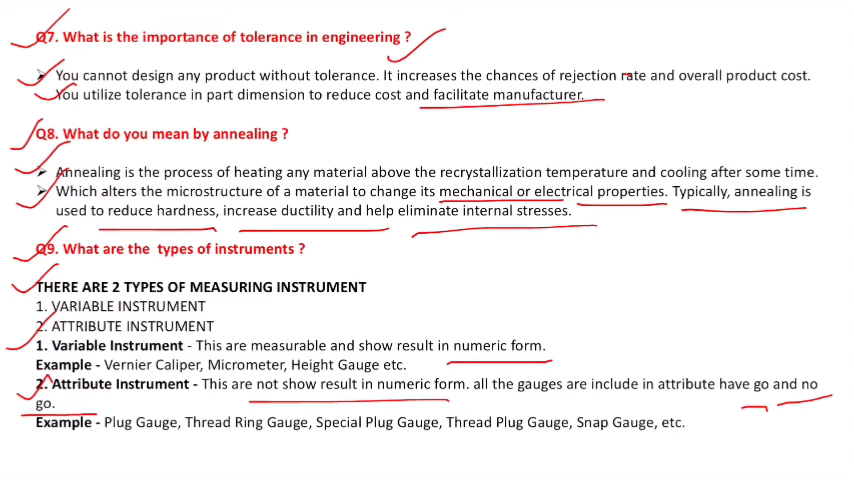 Q7. What is the importance of tolerance in engineering ?
➤ You cannot design any product without tolerance. It increases the chances of rejection rate and overall product cost.
You utilize tolerance in part dimension to reduce cost and facilitate manufacturer.
Q8. What do you mean by annealing ?
➤ Annealing is the process of heating any material above the recrystallization temperature and cooling after some time.
➤ Which alters the microstructure of a material to change its mechanical or electrical properties. Typically, annealing is
used to reduce hardness, increase ductility and help eliminate internal stresses.
Q9. What are the types of instruments ?
THERE ARE 2 TYPES OF MEASURING INSTRUMENT
1. VARIABLE INSTRUMENT
2. ATTRIBUTE INSTRUMENT
1. Variable Instrument - This are measurable and show result in numeric form.
Example - Vernier Caliper, Micrometer, Height Gauge etc.
2. Attribute Instrument - This are not show result in numeric form. all the gauges are include in attribute have go and no
go.
Example - Plug Gauge, Thread Ring Gauge, Special Plug Gauge, Thread Plug Gauge, Snap Gauge, etc.